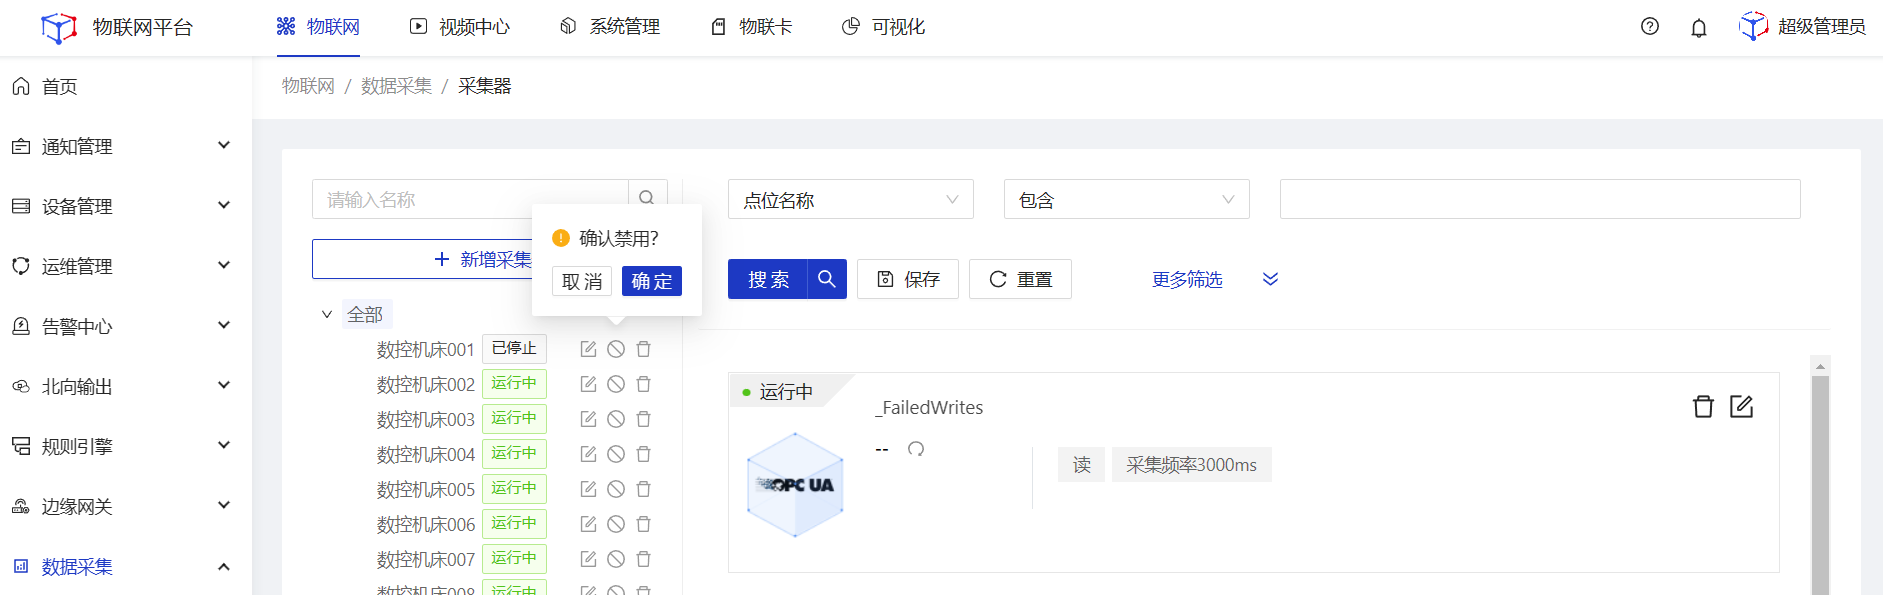 物联网平台
物联网
视频中心
系统管理
物联卡
可视化
超级管理员
首页
通知管理
设备管理
运维管理
告警中心
北向输出
规则引擎
边缘网关
数据采集
物联网 / 数据采集 / 采集器
请输入名称
新增采集
确认禁用?
取消 确定
全部
数控机床001 已停止
数控机床002 运行中
数控机床003 运行中
数控机床004 运行中
数控机床005 运行中
数控机床006 运行中
数控机床007 运行中
数控机床008 运行中
点位名称
包含
搜索
保存
重置
更多筛选
运行中
_FailedWrites
--
OPC UA
读
采集频率3000ms